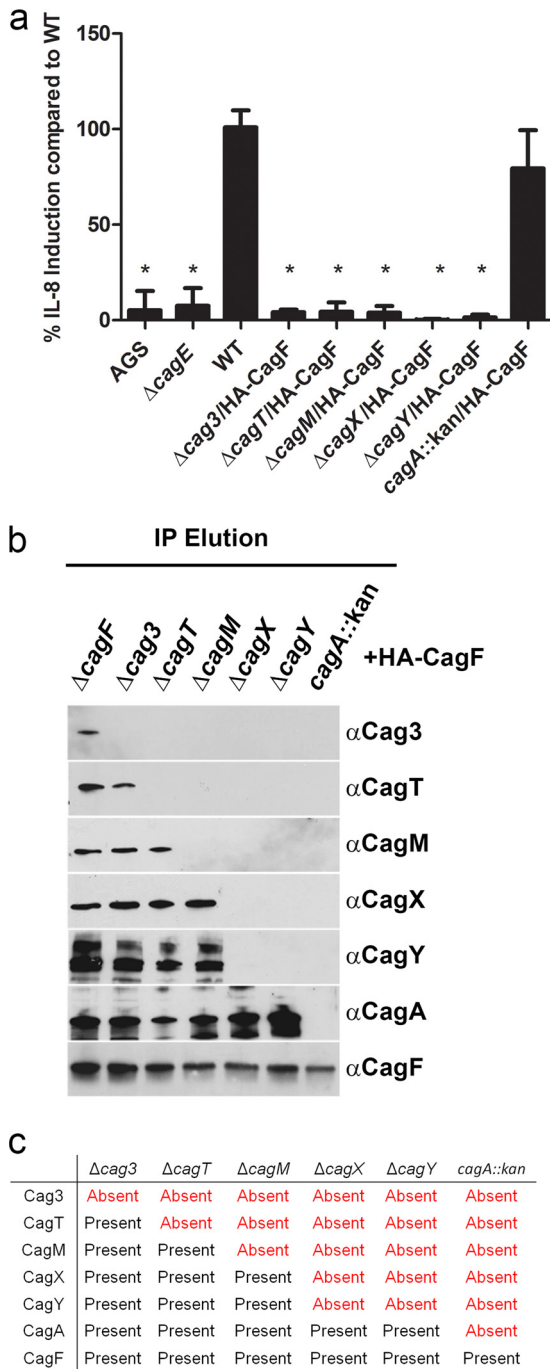 a
% IL-8 Induction compared to WT
150
100
50
0
* * * * * * *
AGS
ΔcagE
WT
Δcag3/HA-CagF
ΔcagT/HA-CagF
ΔcagM/HA-CagF
ΔcagX/HA-CagF
ΔcagY/HA-CagF
cagA::kan/HA-CagF
b
IP Elution
ΔcagF Δcag3 ΔcagT ΔcagM ΔcagX ΔcagY cagA::kan +HA-CagF
αCag3
αCagT
αCagM
αCagX
αCagY
αCagA
αCagF
c
Δcag3 ΔcagT ΔcagM ΔcagX ΔcagY cagA::kan
Cag3 Absent Absent Absent Absent Absent Absent
CagT Present Absent Absent Absent Absent Absent
CagM Present Present Absent Absent Absent Absent
CagX Present Present Present Absent Absent Absent
CagY Present Present Present Absent Absent Absent
CagA Present Present Present Present Present Absent
CagF Present Present Present Present Present Present